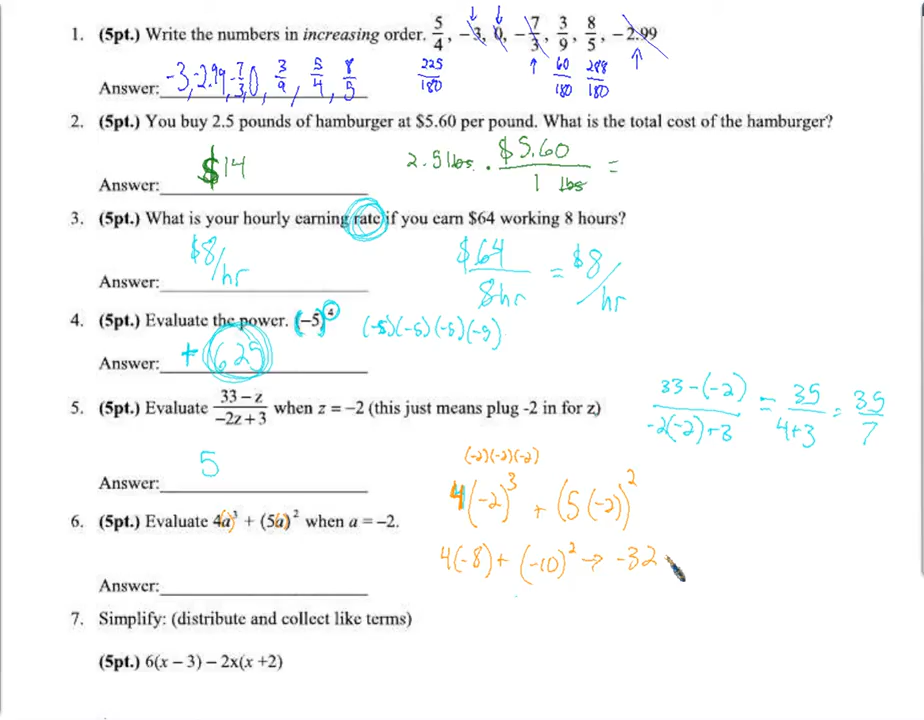 1. (5pt.) Write the numbers in increasing order. 5/4, −3, 0, −7/3, 3/9, 8/5, −2.99
225/180 60/180 288/180
Answer: -3, -2.99, -7/3, 0, 3/9, 5/4, 8/5
2. (5pt.) You buy 2.5 pounds of hamburger at $5.60 per pound. What is the total cost of the hamburger?
Answer: $14 2.5 lbs. · $5.60/1 lbs =
3. (5pt.) What is your hourly earning rate if you earn $64 working 8 hours?
Answer: $8/hr $64/8hr = $8/hr
4. (5pt.) Evaluate the power. (−5)^4 (-5)(-5)(-5)(-5)
Answer: +625
5. (5pt.) Evaluate (33 − z)/(−2z + 3) when z = −2 (this just means plug -2 in for z)
(33-(-2))/(-2(-2)+3) = 35/(4+3) = 35/7
Answer: 5
(-2)(-2)(-2)
4(-2)^3 + (5(-2))^2
6. (5pt.) Evaluate 4(a)^3 + (5(a))^2 when a = −2.
4(-8) + (-10)^2 → -32
Answer:
7. Simplify: (distribute and collect like terms)
(5pt.) 6(x − 3) − 2x(x +2)